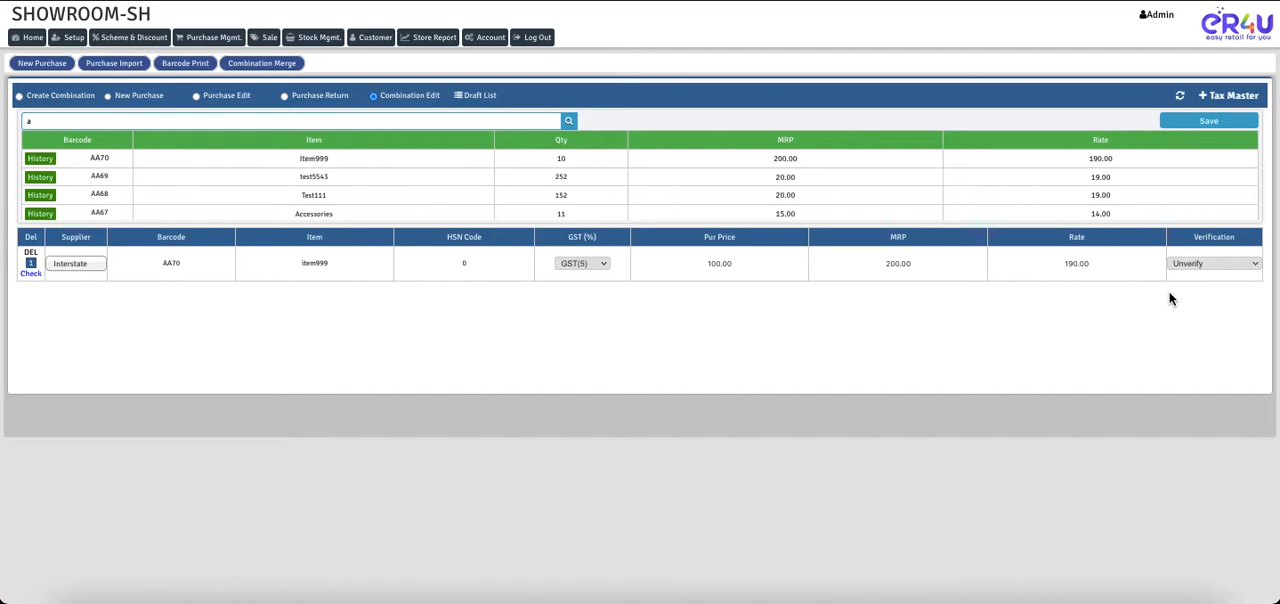 SHOWROOM-SH
Admin
eR4U
easy retail for you
Home Setup Scheme & Discount Purchase Mgmt. Sale Stock Mgmt. Customer Store Report Account Log Out
New Purchase Purchase Import Barcode Print Combination Merge
Create Combination New Purchase Purchase Edit Purchase Return Combination Edit Draft List + Tax Master
a Save
Barcode Item Qty MRP Rate
History AA70 Item999 10 200.00 190.00
History AA69 test5543 252 20.00 19.00
History AA68 Test111 152 20.00 19.00
History AA67 Accessories 11 15.00 14.00
Del Supplier Barcode Item HSN Code GST (%) Pur Price MRP Rate Verification
DEL
1 Interstate AA70 item999 0 GST(5) 100.00 200.00 190.00 Unverify
Check